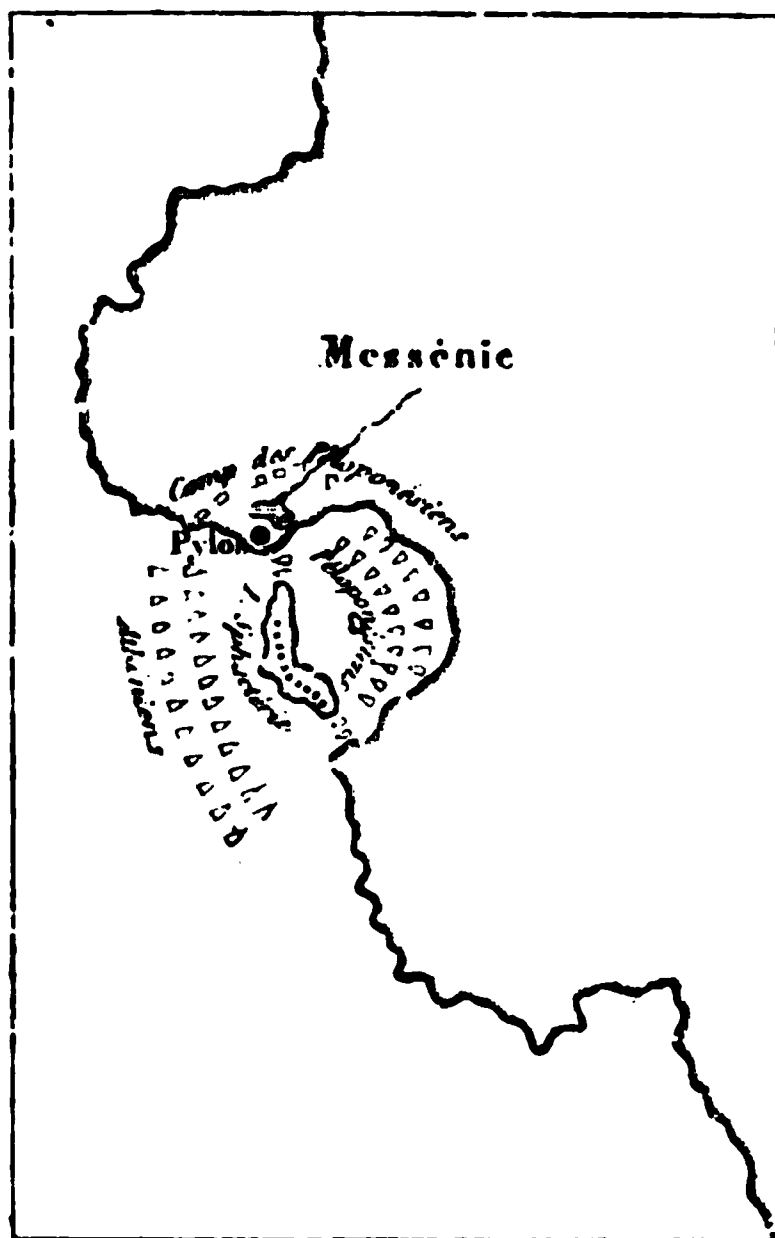 Messénie
Camp des Péloponésiens
Pylos
Péloponésiens
I. Sphactérie
Athéniens